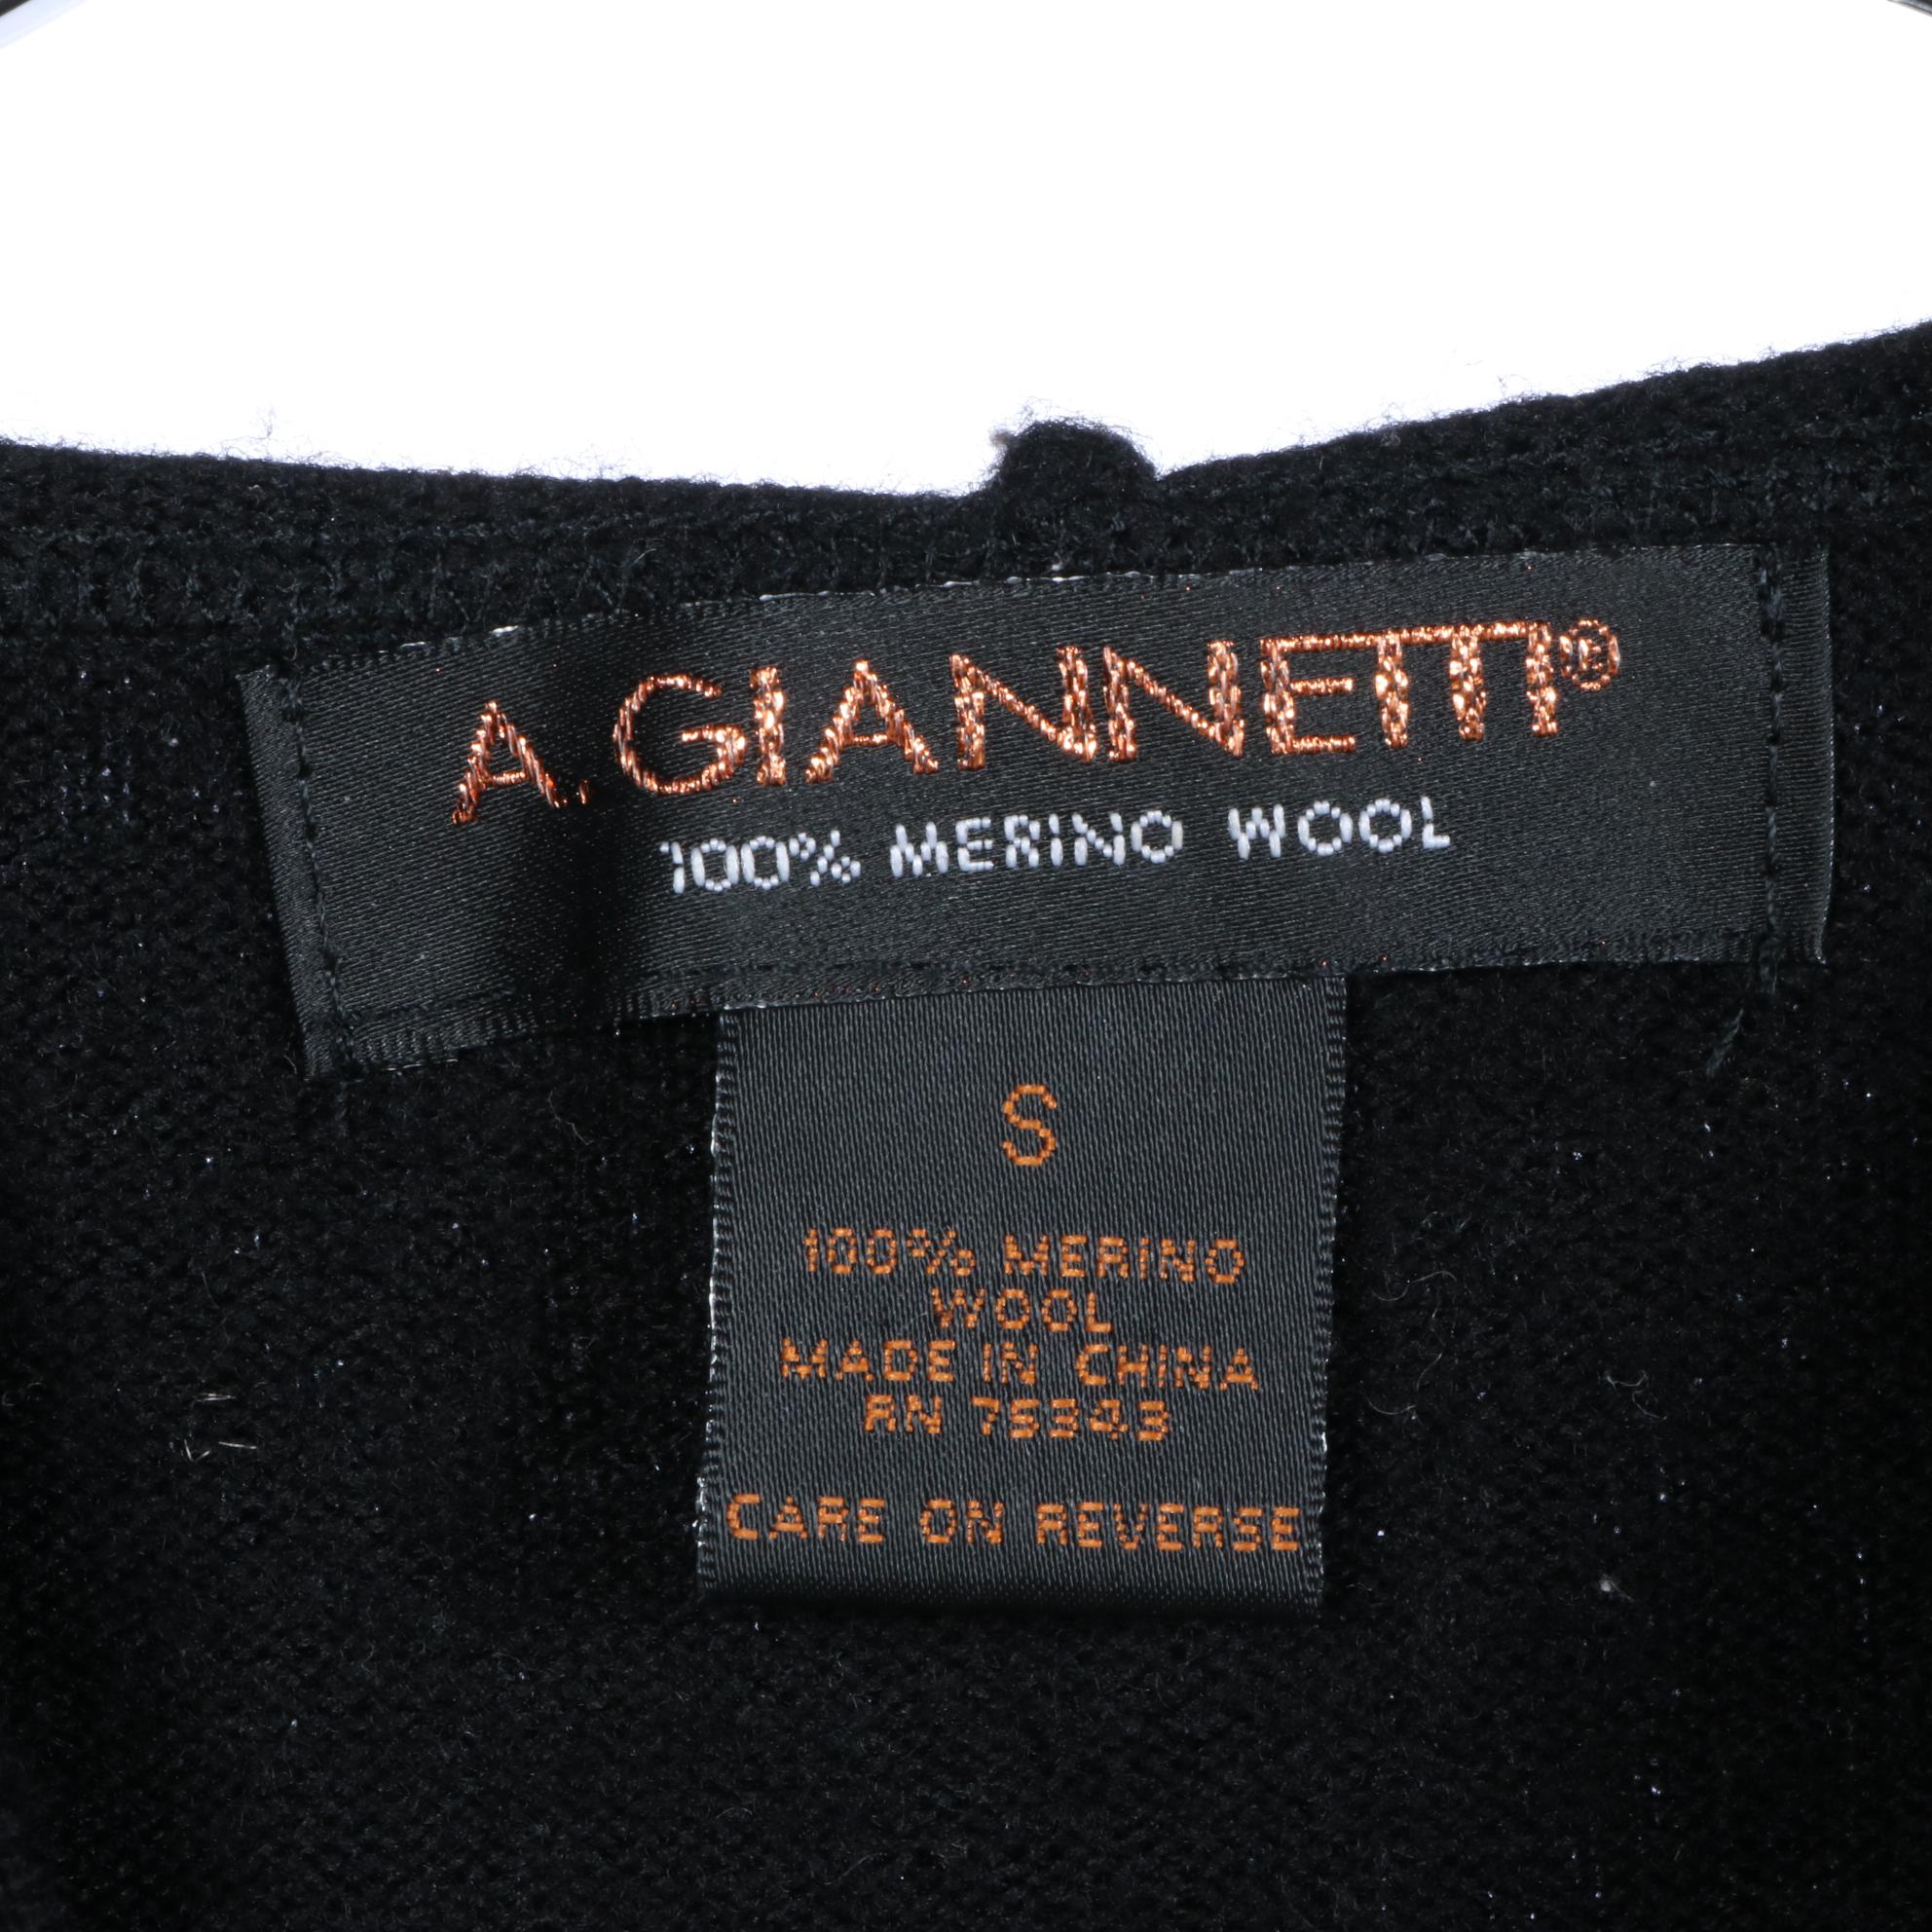 A. GIANNETTI®
100% MERINO WOOL
S
100% MERINO
WOOL
MADE IN CHINA
RN 75343
CARE ON REVERSE